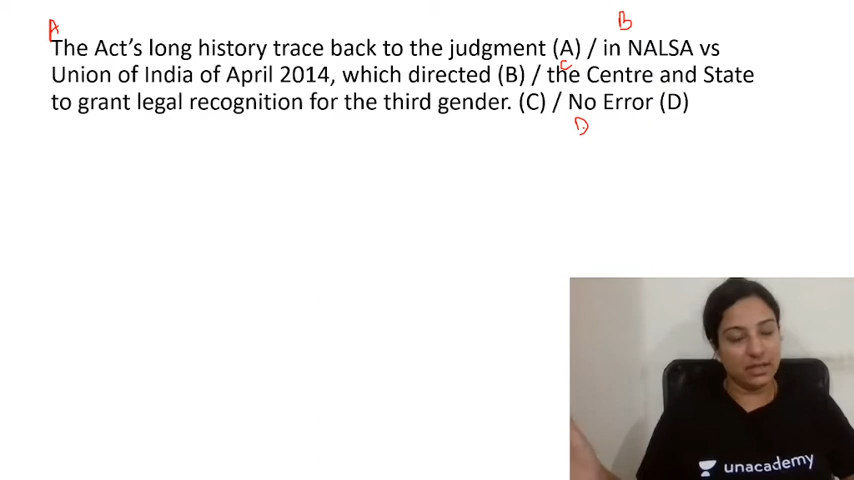 A
B
The Act’s long history trace back to the judgment (A) / in NALSA vs
C
Union of India of April 2014, which directed (B) / the Centre and State
to grant legal recognition for the third gender. (C) / No Error (D)
D
unacademy